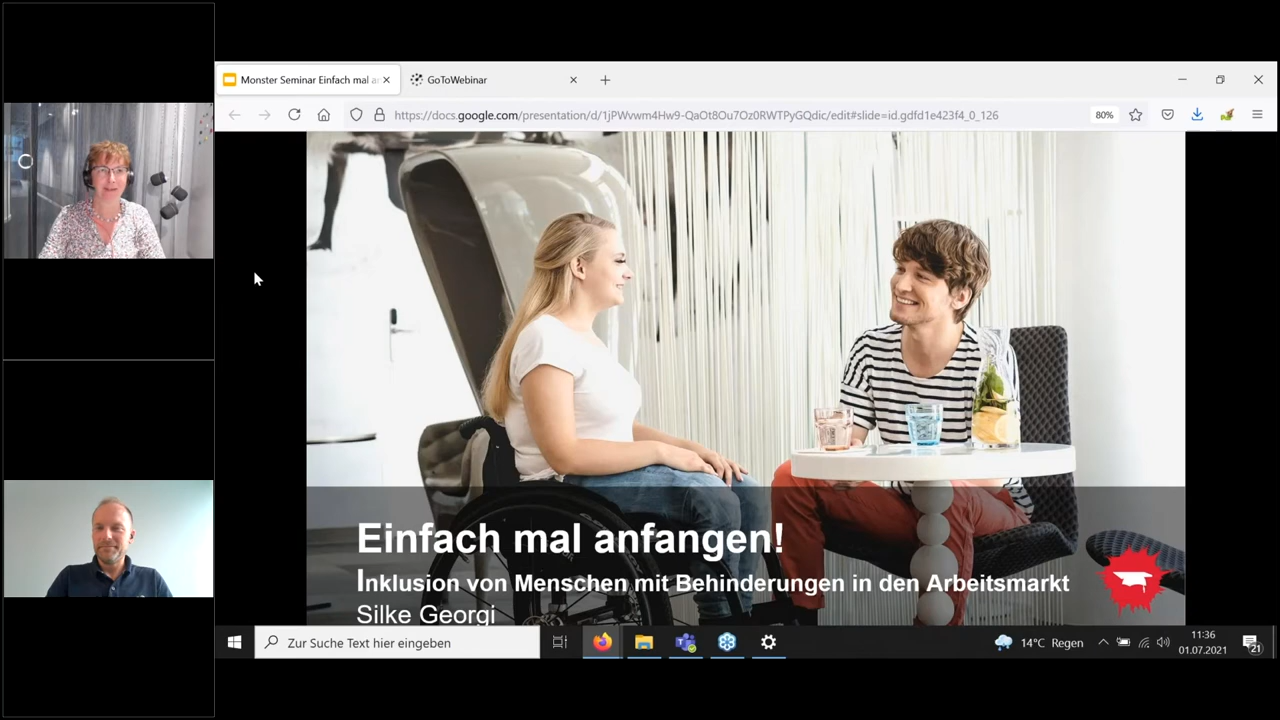 Monster Seminar Einfach mal a
GoToWebinar
https://docs.google.com/presentation/d/1jPWvwm4Hw9-QaOt8Ou7Oz0RWTPyGQdic/edit#slide=id.gdfd1e423f4_0_126
80%
Einfach mal anfangen!
Inklusion von Menschen mit Behinderungen in den Arbeitsmarkt
Silke Georgi
Zur Suche Text hier eingeben
14°C Regen
11:36
01.07.2021
21